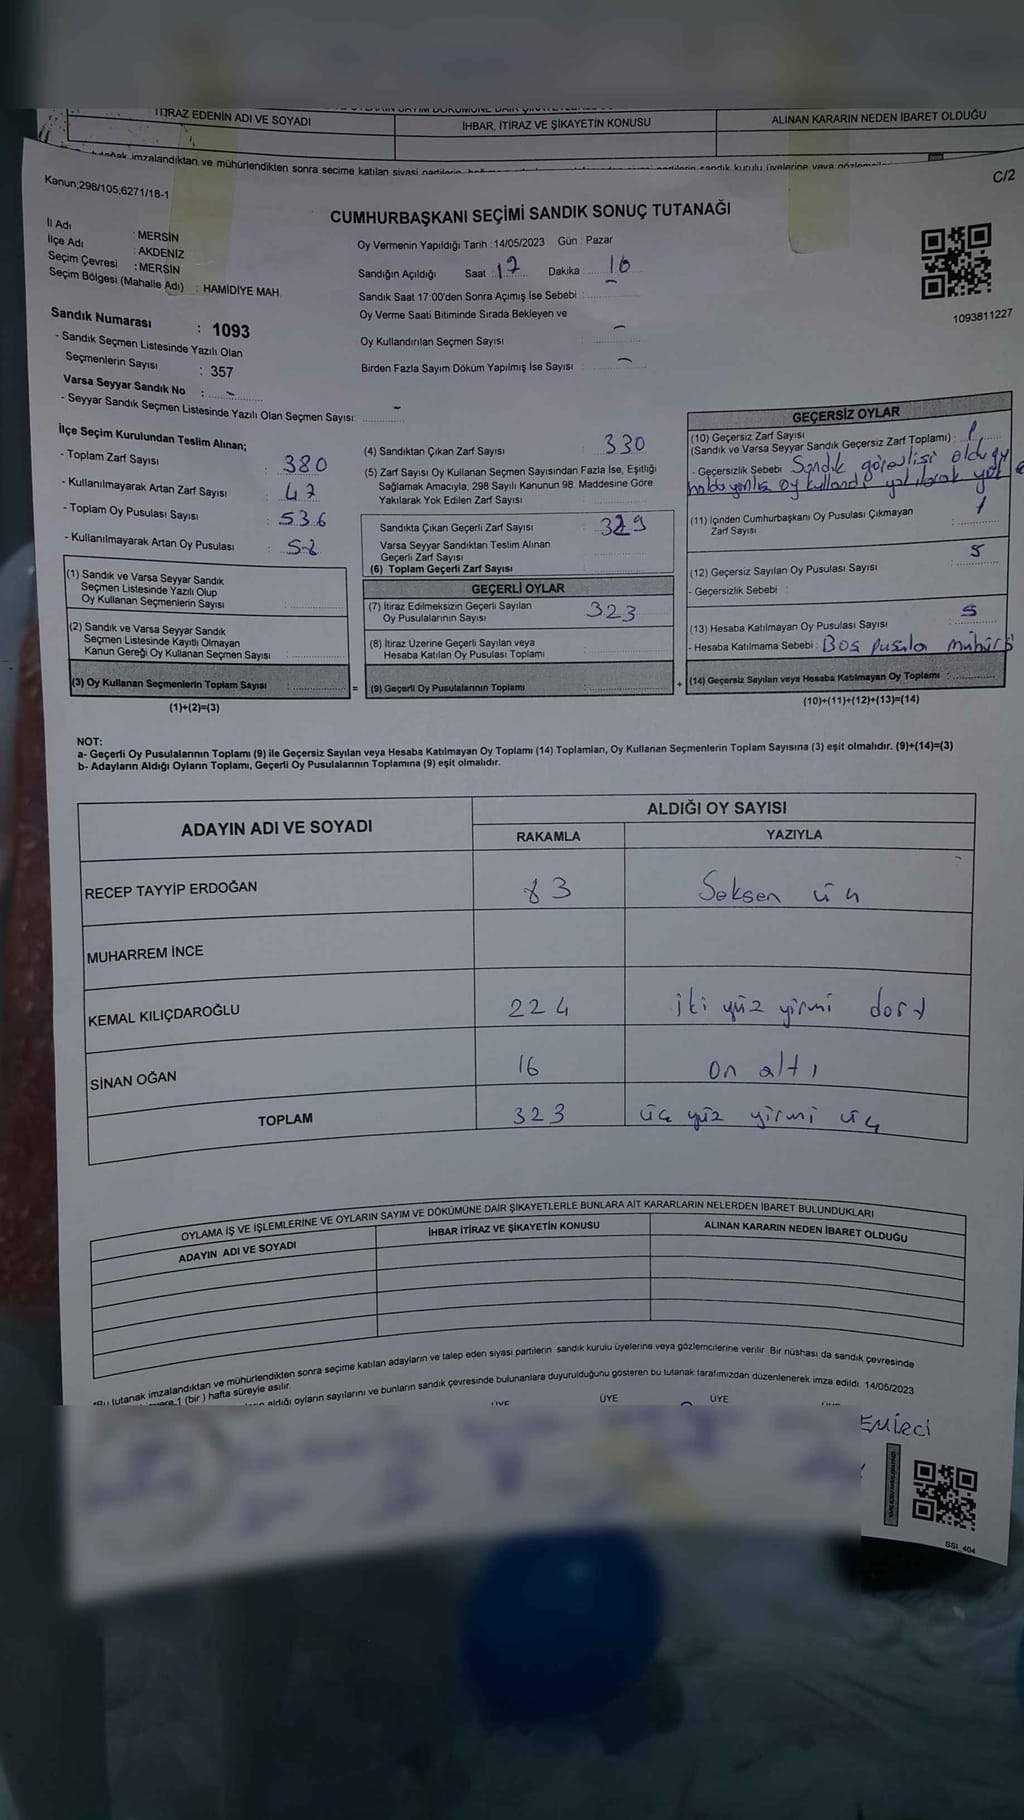 İTİRAZ EDENİN ADI VE SOYADI
İHBAR, İTİRAZ VE ŞİKAYETİN KONUSU
ALINAN KARARIN NEDEN İBARET OLDUĞU
imzalandıktan ve mühürlendikten sonra seçime katılan siyasi partilerin
Kanun;298/105,6271/18-1
C/2
CUMHURBAŞKANI SEÇİMİ SANDIK SONUÇ TUTANAĞI
İl Adı : MERSİN
İlçe Adı : AKDENİZ
Seçim Çevresi : MERSİN
Seçim Bölgesi (Mahalle Adı) : HAMİDİYE MAH.
Oy Vermenin Yapıldığı Tarih : 14/05/2023 Gün : Pazar
Sandığın Açıldığı Saat 17 Dakika 16
Sandık Saat 17:00'den Sonra Açımış İse Sebebi :
Oy Verme Saati Bitiminde Sırada Bekleyen ve
Oy Kullandırılan Seçmen Sayısı : -
Birden Fazla Sayım Döküm Yapılmış İse Sayısı : -
1093811227
Sandık Numarası : 1093
- Sandık Seçmen Listesinde Yazılı Olan
Seçmenlerin Sayısı : 357
Varsa Seyyar Sandık No : -
- Seyyar Sandık Seçmen Listesinde Yazılı Olan Seçmen Sayısı: -
İlçe Seçim Kurulundan Teslim Alınan;
- Toplam Zarf Sayısı : 380
- Kullanılmayarak Artan Zarf Sayısı : 47
- Toplam Oy Pusulası Sayısı : 536
- Kullanılmayarak Artan Oy Pusulası :
(1) Sandık ve Varsa Seyyar Sandık
Seçmen Listesinde Yazılı Olup
Oy Kullanan Seçmenlerin Sayısı :
(2) Sandık ve Varsa Seyyar Sandık
Seçmen Listesinde Kayıtlı Olmayan
Kanun Gereği Oy Kullanan Seçmen Sayısı :
(3) Oy Kullanan Seçmenlerin Toplam Sayısı : =
(1)+(2)=(3)
(4) Sandıktan Çıkan Zarf Sayısı 330
(5) Zarf Sayısı Oy Kullanan Seçmen Sayısından Fazla İse, Eşitliği
Sağlamak Amacıyla, 298 Sayılı Kanunun 98. Maddesine Göre
Yakılarak Yok Edilen Zarf Sayısı
Sandıkta Çıkan Geçerli Zarf Sayısı : 329
Varsa Seyyar Sandıktan Teslim Alınan
Geçerli Zarf Sayısı
(6) Toplam Geçerli Zarf Sayısı
GEÇERLİ OYLAR
(7) İtiraz Edilmeksizin Geçerli Sayılan
Oy Pusulalarının Sayısı : 323
(8) İtiraz Üzerine Geçerli Sayılan veya
Hesaba Katılan Oy Pusulası Toplamı :
(9) Geçerli Oy Pusulalarının Toplamı : +
GEÇERSİZ OYLAR
(10) Geçersiz Zarf Sayısı
(Sandık ve Varsa Seyyar Sandık Geçersiz Zarf Toplamı) : 1
- Geçersizlik Sebebi : Sandık görevlisi
oy
(11) İçinden Cumhurbaşkanı Oy Pusulası Çıkmayan
Zarf Sayısı : 1
(12) Geçersiz Sayılan Oy Pusulası Sayısı : 5
- Geçersizlik Sebebi :
(13) Hesaba Katılmayan Oy Pusulası Sayısı : 5
- Hesaba Katılmama Sebebi : Boş pusula mühürs
(14) Geçersiz Sayılan veya Hesaba Katılmayan Oy Toplamı :
(10)+(11)+(12)+(13)=(14)
NOT:
a- Geçerli Oy Pusulalarının Toplamı (9) ile Geçersiz Sayılan veya Hesaba Katılmayan Oy Toplamı (14) Toplamları, Oy Kullanan Seçmenlerin Toplam Sayısına (3) eşit olmalıdır. (9)+(14)=(3)
b- Adayların Aldığı Oyların Toplamı, Geçerli Oy Pusulalarının Toplamına (9) eşit olmalıdır.
ADAYIN ADI VE SOYADI
ALDIĞI OY SAYISI
RAKAMLA YAZIYLA
RECEP TAYYİP ERDOĞAN 83 Seksen üç
MUHARREM İNCE
KEMAL KILIÇDAROĞLU 224 iki yüz yirmi dört
SİNAN OĞAN 16 On altı
TOPLAM 323 üç yüz yirmi üç
OYLAMA İŞ VE İŞLEMLERİNE VE OYLARIN SAYIM VE DÖKÜMÜNE DAİR ŞİKAYETLERLE BUNLARA AİT KARARLARIN NELERDEN İBARET BULUNDUKLARI
ADAYIN ADI VE SOYADI
İHBAR İTİRAZ VE ŞİKAYETİN KONUSU
ALINAN KARARIN NEDEN İBARET OLDUĞU
*Bu tutanak imzalandıktan ve mühürlendikten sonra seçime katılan adayların ve talep eden siyasi partilerin sandık kurulu üyelerine veya gözlemcilerine verilir. Bir nüshası da sandık çevresinde
1 (bir ) hafta süreyle asılır.
aldığı oyların sayılarını ve bunların sandık çevresinde bulunanlara duyurulduğunu gösteren bu tutanak tarafımızdan düzenlenerek imza edildi. 14/05/2023
ÜYE ÜYE ÜYE
EMİRCİ
SSI_404